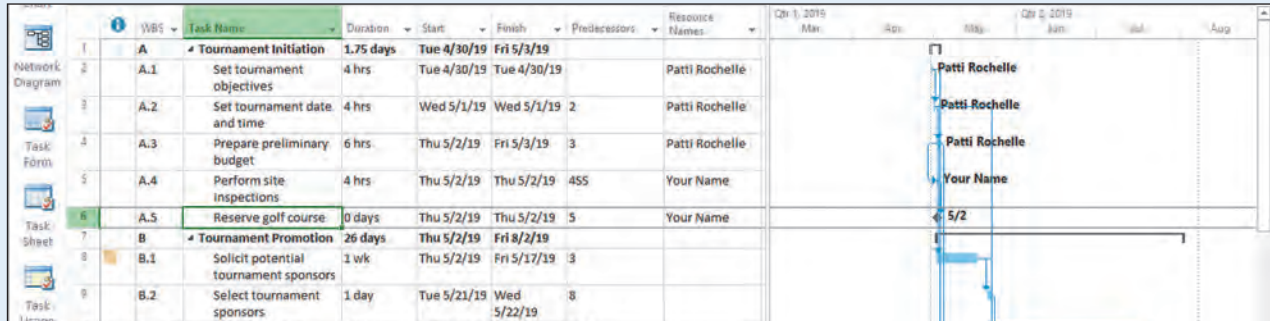 Qtr 1, 2019 Qtr 2, 2019
WBS Task Name Duration Start Finish Predecessors Resource Names Mar Apr May Jun Jul Aug
1 A Tournament Initiation 1.75 days Tue 4/30/19 Fri 5/3/19
Network Diagram
2 A.1 Set tournament objectives 4 hrs Tue 4/30/19 Tue 4/30/19 Patti Rochelle Patti Rochelle
3 A.2 Set tournament date and time 4 hrs Wed 5/1/19 Wed 5/1/19 2 Patti Rochelle Patti Rochelle
Task Form
4 A.3 Prepare preliminary budget 6 hrs Thu 5/2/19 Fri 5/3/19 3 Patti Rochelle Patti Rochelle
5 A.4 Perform site inspections 4 hrs Thu 5/2/19 Thu 5/2/19 4SS Your Name Your Name
Task Sheet
6 A.5 Reserve golf course 0 days Thu 5/2/19 Thu 5/2/19 5 Your Name 5/2
7 B Tournament Promotion 26 days Thu 5/2/19 Fri 8/2/19
8 B.1 Solicit potential tournament sponsors 1 wk Thu 5/2/19 Fri 5/17/19 3
Task
9 B.2 Select tournament sponsors 1 day Tue 5/21/19 Wed 5/22/19 8